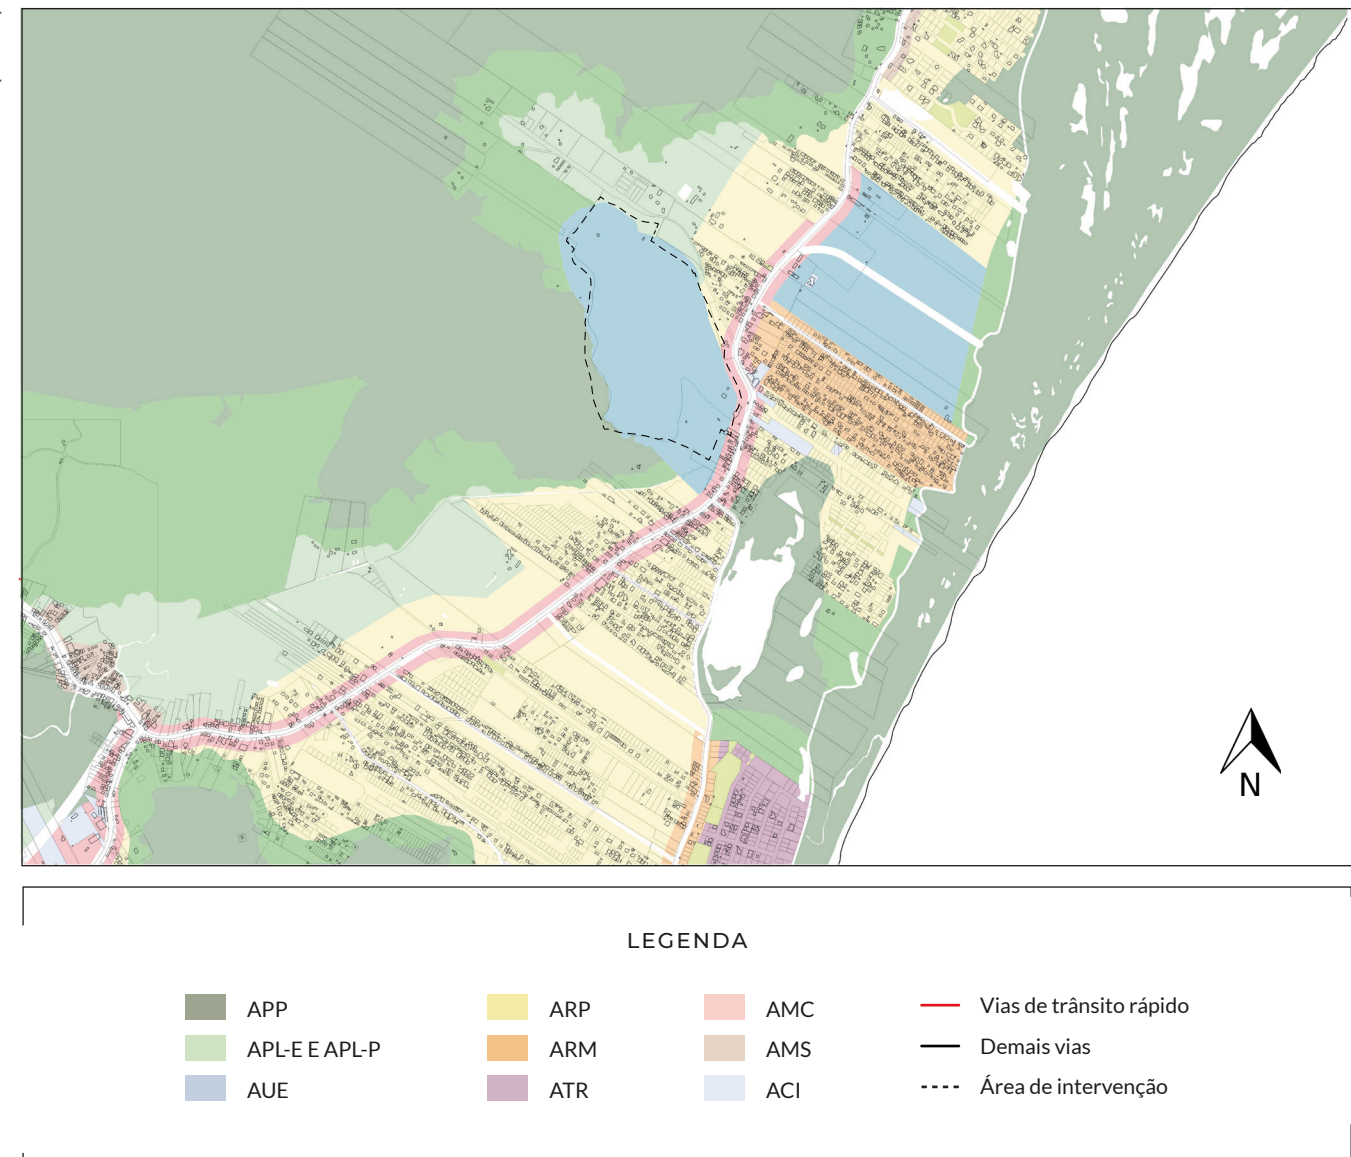 N
LEGENDA
APP
APL-E E APL-P
AUE
ARP
ARM
ATR
AMC
AMS
ACI
Vias de trânsito rápido
Demais vias
Área de intervenção